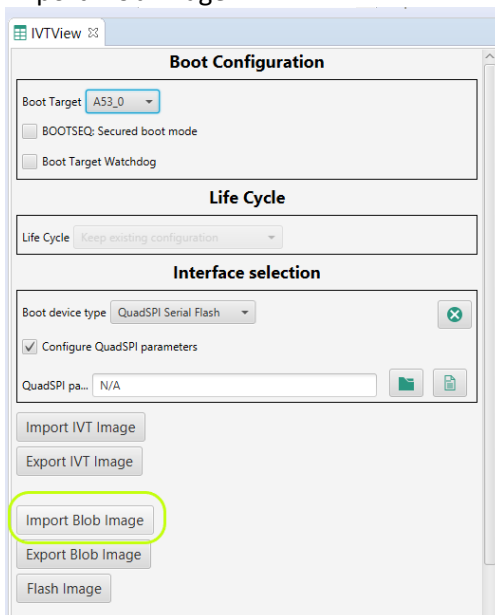 IVTView
Boot Configuration
Boot Target A53_0
BOOTSEQ: Secured boot mode
Boot Target Watchdog
Life Cycle
Life Cycle Keep existing configuration
Interface selection
Boot device type QuadSPI Serial Flash
Configure QuadSPI parameters
QuadSPI pa... N/A
Import IVT Image
Export IVT Image
Import Blob Image
Export Blob Image
Flash Image